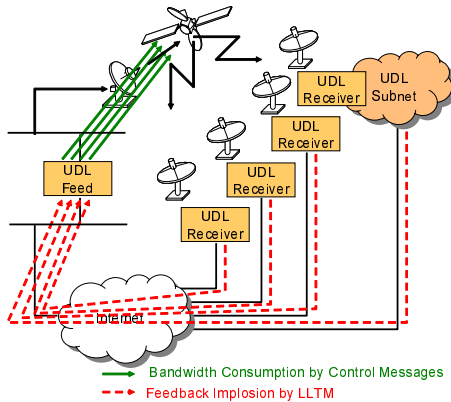 UDL
Receiver
UDL
Subnet
UDL
Receiver
UDL
Feed
UDL
Receiver
UDL
Receiver
Internet
Bandwidth Consumption by Control Messages
Feedback Implosion by LLTM